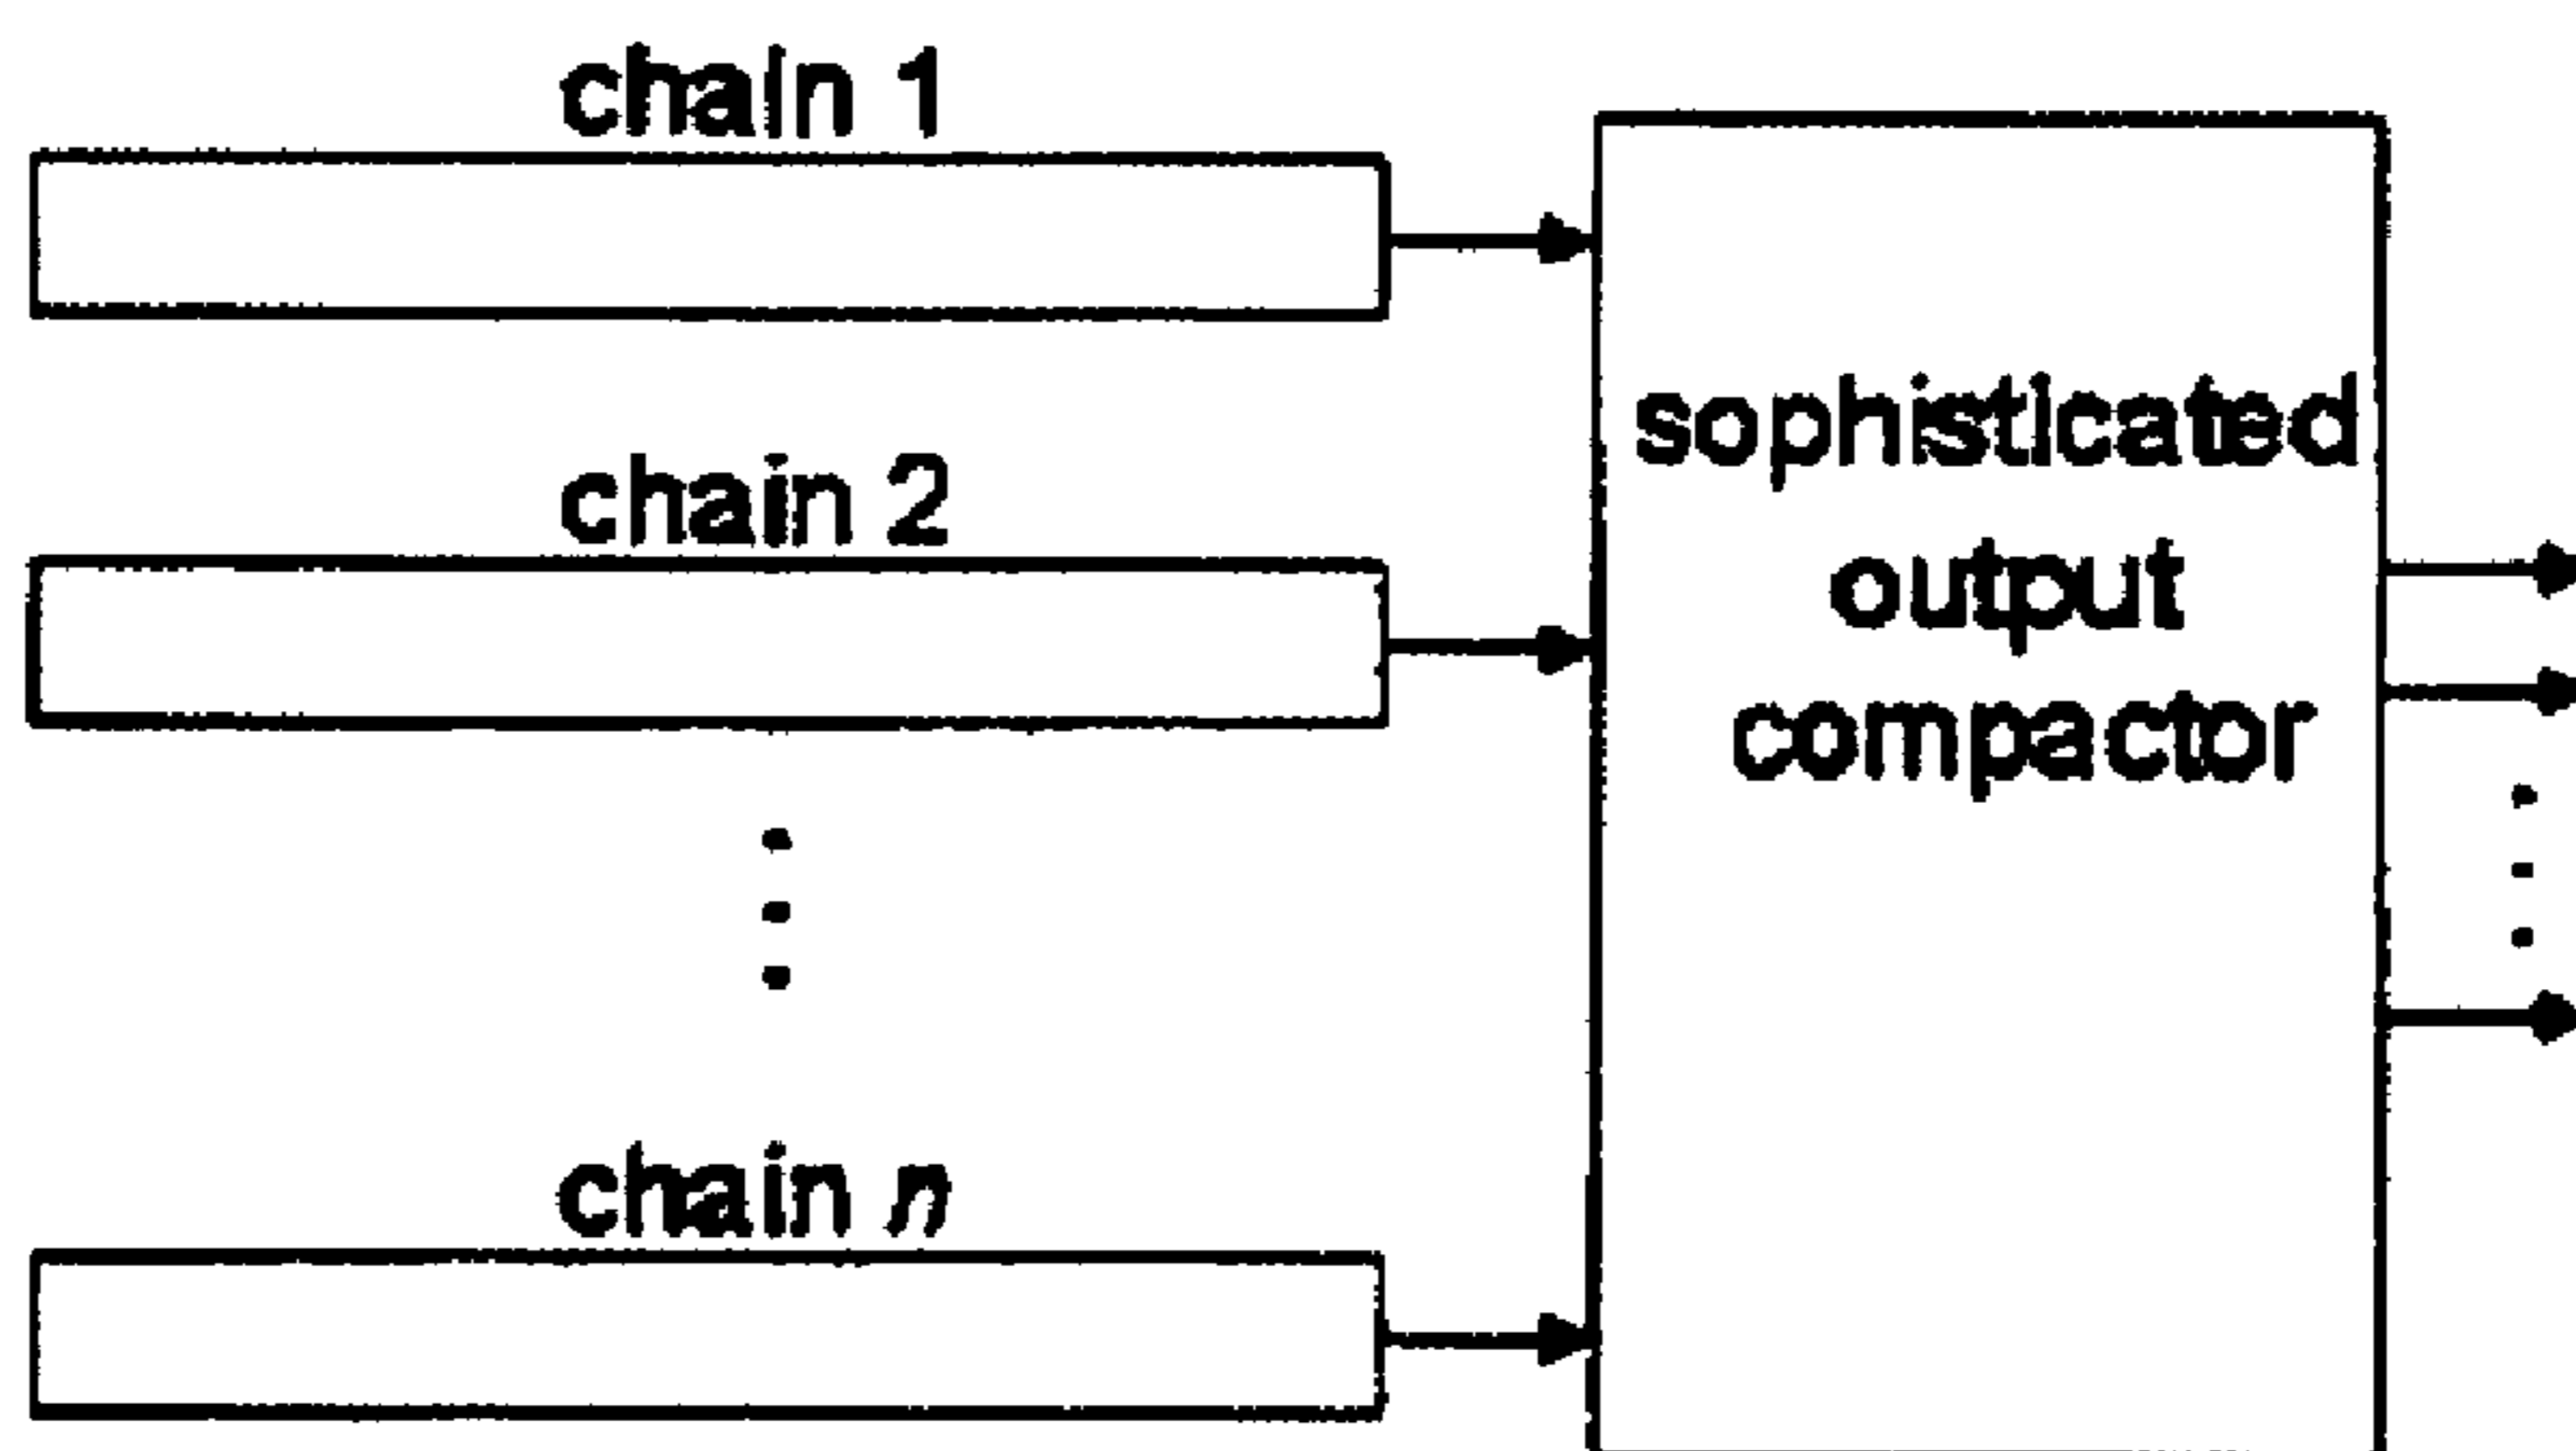 chain 1
chain 2
chain n
sophisticated
output
compactor